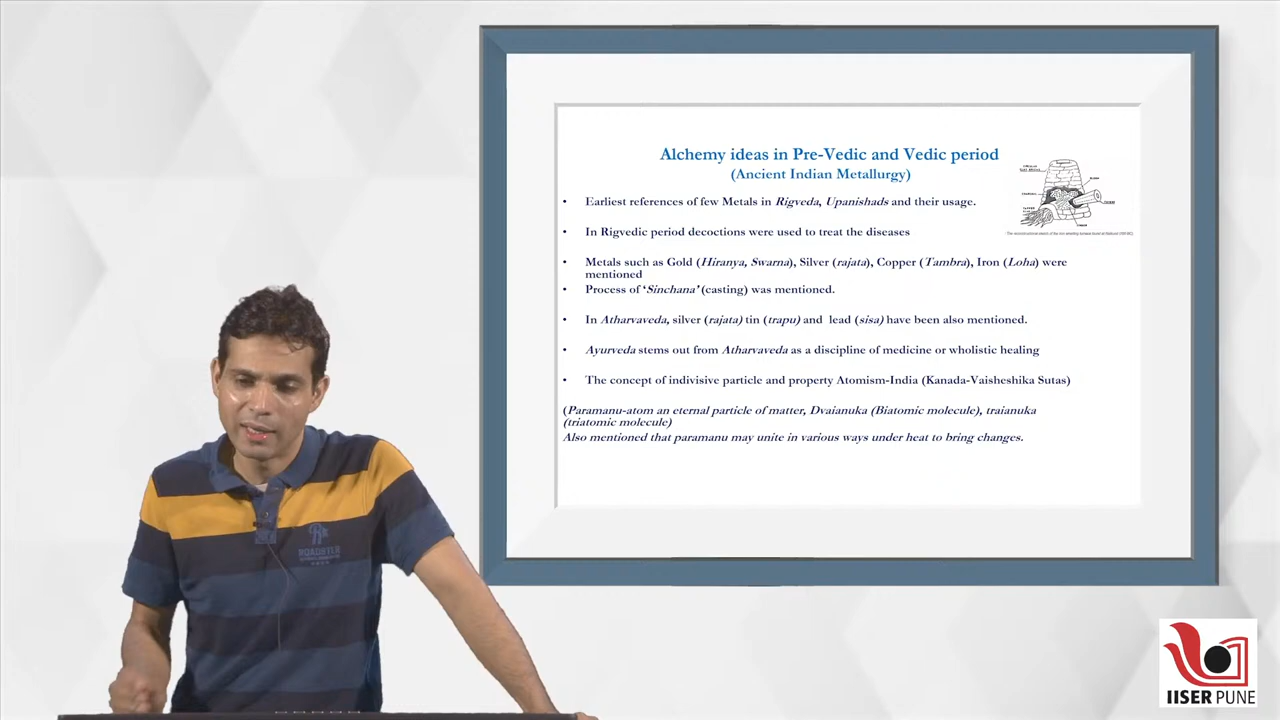 Alchemy ideas in Pre-Vedic and Vedic period
(Ancient Indian Metallurgy)
• Earliest references of few Metals in Rigveda, Upanishads and their usage.
• In Rigvedic period decoctions were used to treat the diseases
• Metals such as Gold (Hiranya, Swarna), Silver (rajata), Copper (Tambra), Iron (Loha) were
mentioned
• Process of ‘Sinchana’ (casting) was mentioned.
• In Atharvaveda, silver (rajata) tin (trapu) and lead (sisa) have been also mentioned.
• Ayurveda stems out from Atharvaveda as a discipline of medicine or wholistic healing
• The concept of indivisive particle and property Atomism-India (Kanada-Vaisheshika Sutas)
(Paramanu-atom an eternal particle of matter, Dvaianuka (Biatomic molecule), traianuka
(triatomic molecule)
Also mentioned that paramanu may unite in various ways under heat to bring changes.
IISER PUNE